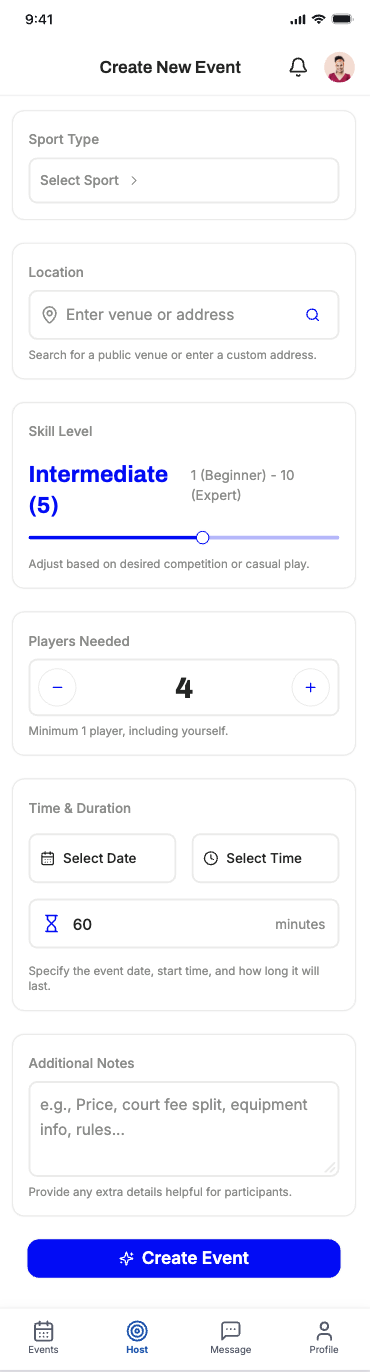 9:41
Create New Event
Sport Type
Select Sport
Location
Enter venue or address
Search for a public venue or enter a custom address.
Skill Level
Intermediate
(5)
1 (Beginner) - 10
(Expert)
Adjust based on desired competition or casual play.
Players Needed
4
Minimum 1 player, including yourself.
Time & Duration
Select Date
Select Time
60 minutes
Specify the event date, start time, and how long it will
last.
Additional Notes
e.g., Price, court fee split, equipment
info, rules...
Provide any extra details helpful for participants.
Create Event
Events
Host
Message
Profile